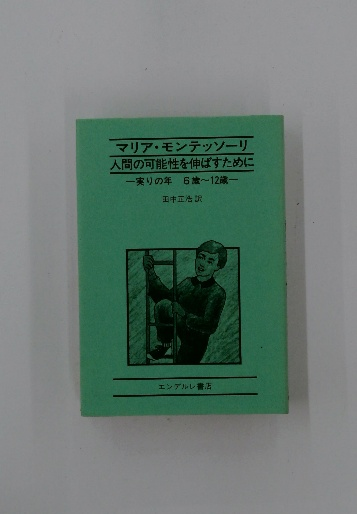 マリア・モンテッソーリ
人間の可能性を伸ばすために
―実りの年　6歳〜12歳―
田中正浩 訳
エンデルレ書店